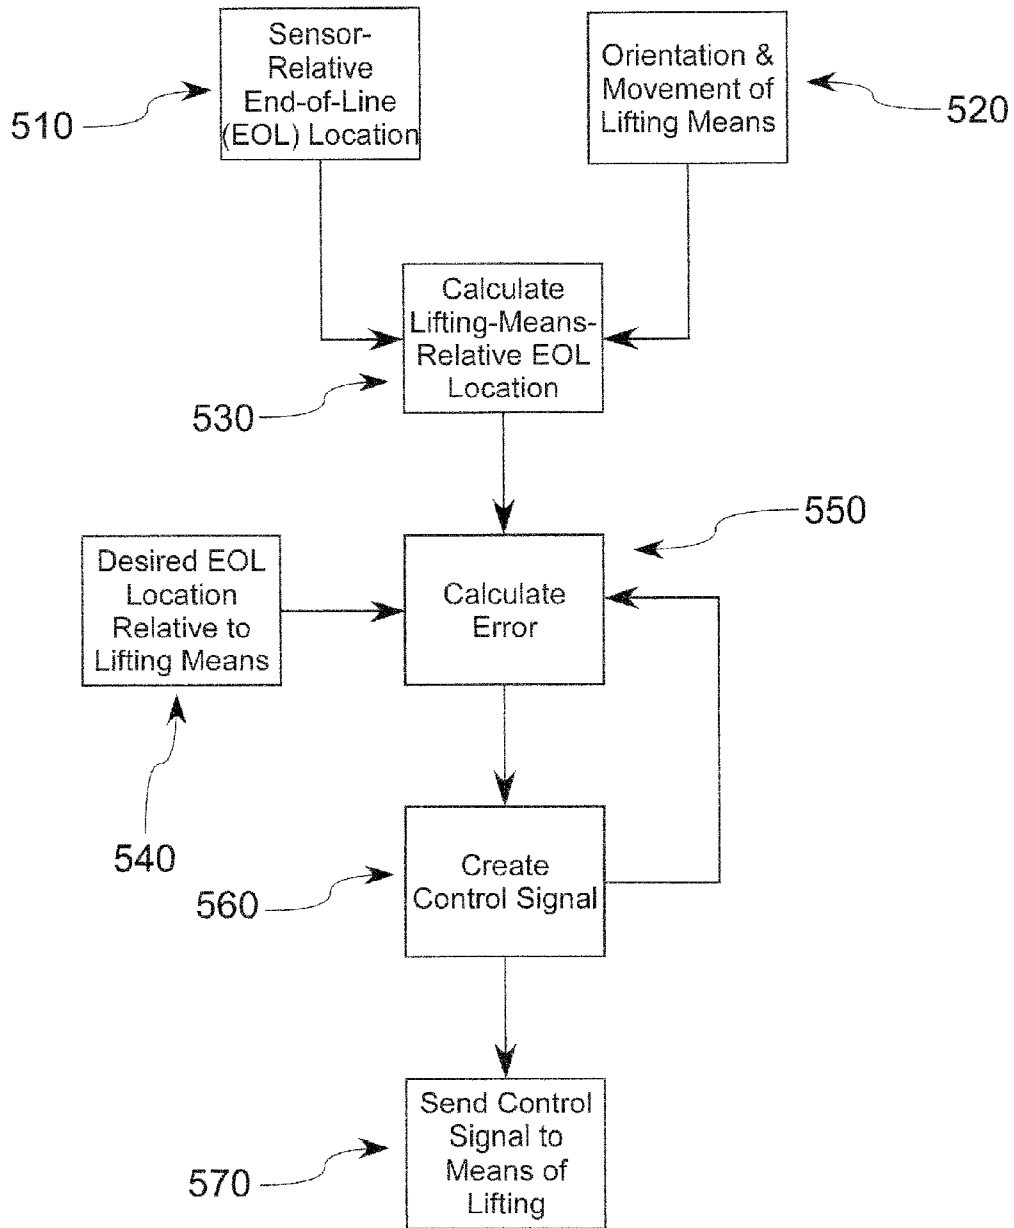 Sensor-
Relative
End-of-Line
(EOL) Location
510
Orientation &
Movement of
Lifting Means
520
Calculate
Lifting-Means-
Relative EOL
Location
530
550
Desired EOL
Location
Relative to
Lifting Means
540
Calculate
Error
Create
Control Signal
560
Send Control
Signal to
Means of
Lifting
570